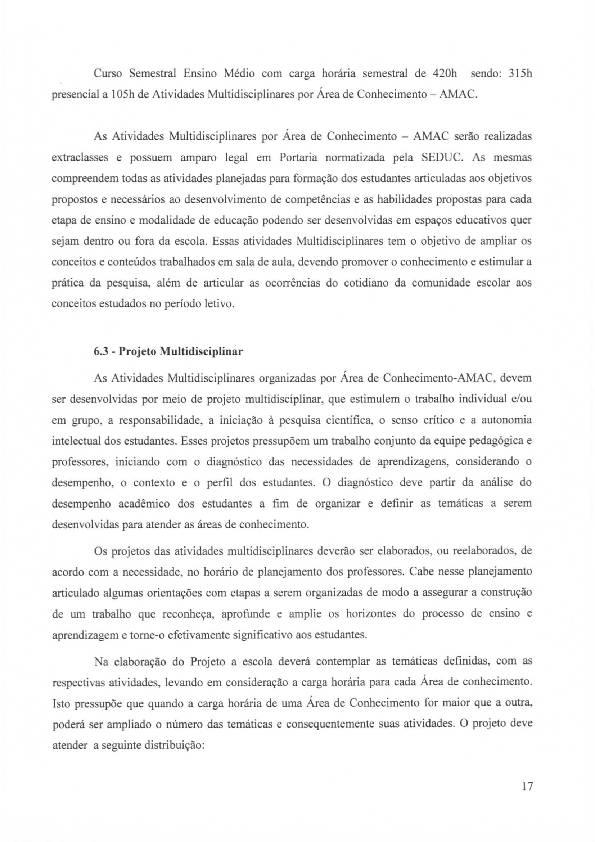 Curso Semestral Ensino Médio com carga horária semestral de 420h sendo: 315h
presencial a 105h de Atividades Multidisciplinares por Área de Conhecimento – AMAC.
As Atividades Multidisciplinares por Área de Conhecimento – AMAC serão realizadas
extraclasses e possuem amparo legal em Portaria normatizada pela SEDUC. As mesmas
compreendem todas as atividades planejadas para formação dos estudantes articuladas aos objetivos
propostos e necessários ao desenvolvimento de competências e as habilidades propostas para cada
etapa de ensino e modalidade de educação podendo ser desenvolvidas em espaços educativos quer
sejam dentro ou fora da escola. Essas atividades Multidisciplinares tem o objetivo de ampliar os
conceitos e conteúdos trabalhados em sala de aula, devendo promover o conhecimento e estimular a
prática da pesquisa, além de articular as ocorrências do cotidiano da comunidade escolar aos
conceitos estudados no período letivo.
6.3 - Projeto Multidisciplinar
As Atividades Multidisciplinares organizadas por Área de Conhecimento-AMAC, devem
ser desenvolvidas por meio de projeto multidisciplinar, que estimulem o trabalho individual e/ou
em grupo, a responsabilidade, a iniciação à pesquisa científica, o senso crítico e a autonomia
intelectual dos estudantes. Esses projetos pressupõem um trabalho conjunto da equipe pedagógica e
professores, iniciando com o diagnóstico das necessidades de aprendizagens, considerando o
desempenho, o contexto e o perfil dos estudantes. O diagnóstico deve partir da análise do
desempenho acadêmico dos estudantes a fim de organizar e definir as temáticas a serem
desenvolvidas para atender as áreas de conhecimento.
Os projetos das atividades multidisciplinares deverão ser elaborados, ou reelaborados, de
acordo com a necessidade, no horário de planejamento dos professores. Cabe nesse planejamento
articulado algumas orientações com etapas a serem organizadas de modo a assegurar a construção
de um trabalho que reconheça, aprofunde e amplie os horizontes do processo de ensino e
aprendizagem e torne-o efetivamente significativo aos estudantes.
Na elaboração do Projeto a escola deverá contemplar as temáticas definidas, com as
respectivas atividades, levando em consideração a carga horária para cada Área de conhecimento.
Isto pressupõe que quando a carga horária de uma Área de Conhecimento for maior que a outra,
poderá ser ampliado o número das temáticas e consequentemente suas atividades. O projeto deve
atender a seguinte distribuição:
17